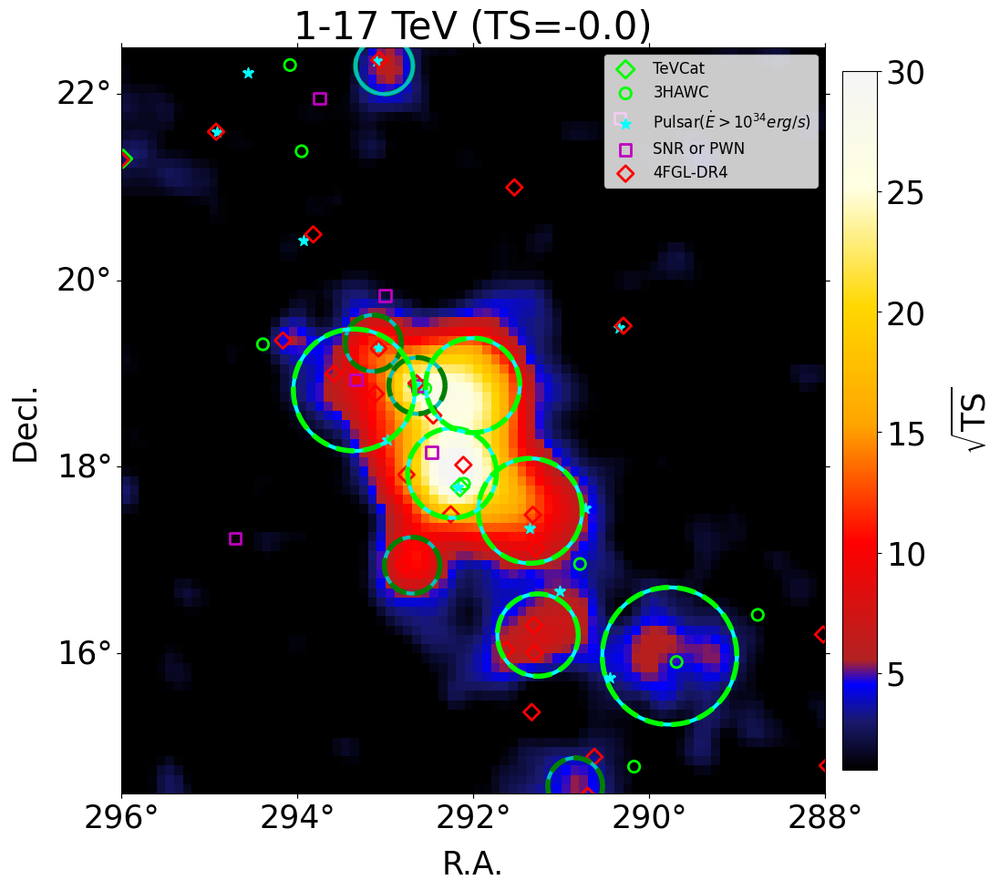 1-17 TeV (TS=-0.0)
TeVCat
3HAWC
Pulsar(Ė > 10³⁴erg/s)
SNR or PWN
4FGL-DR4
22°
20°
18°
16°
Decl.
296°
294°
292°
290°
288°
R.A.
30
25
20
15
10
5
√TS